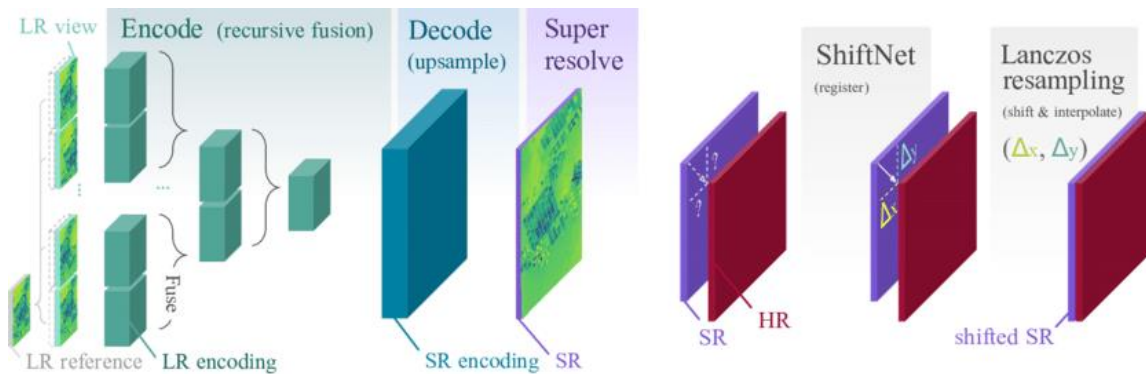 LR view
Encode (recursive fusion)
Decode
(upsample)
Super
resolve
...
...
Fuse
LR reference
LR encoding
SR encoding
SR
ShiftNet
(register)
Lanczos
resampling
(shift & interpolate)
(Δx, Δy)
?
?
Δy
Δx
SR
HR
shifted SR